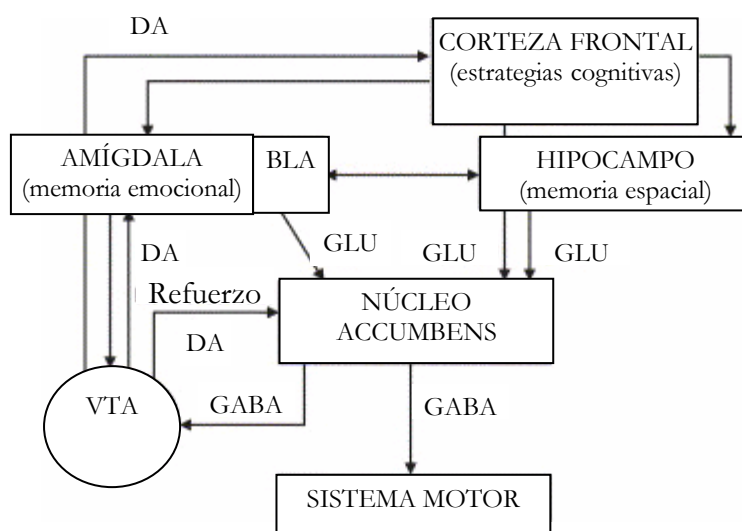 DA
CORTEZA FRONTAL
(estrategias cognitivas)
AMÍGDALA
(memoria emocional)
BLA
HIPOCAMPO
(memoria espacial)
DA
GLU
GLU
GLU
Refuerzo
DA
NÚCLEO
ACCUMBENS
VTA
GABA
GABA
SISTEMA MOTOR